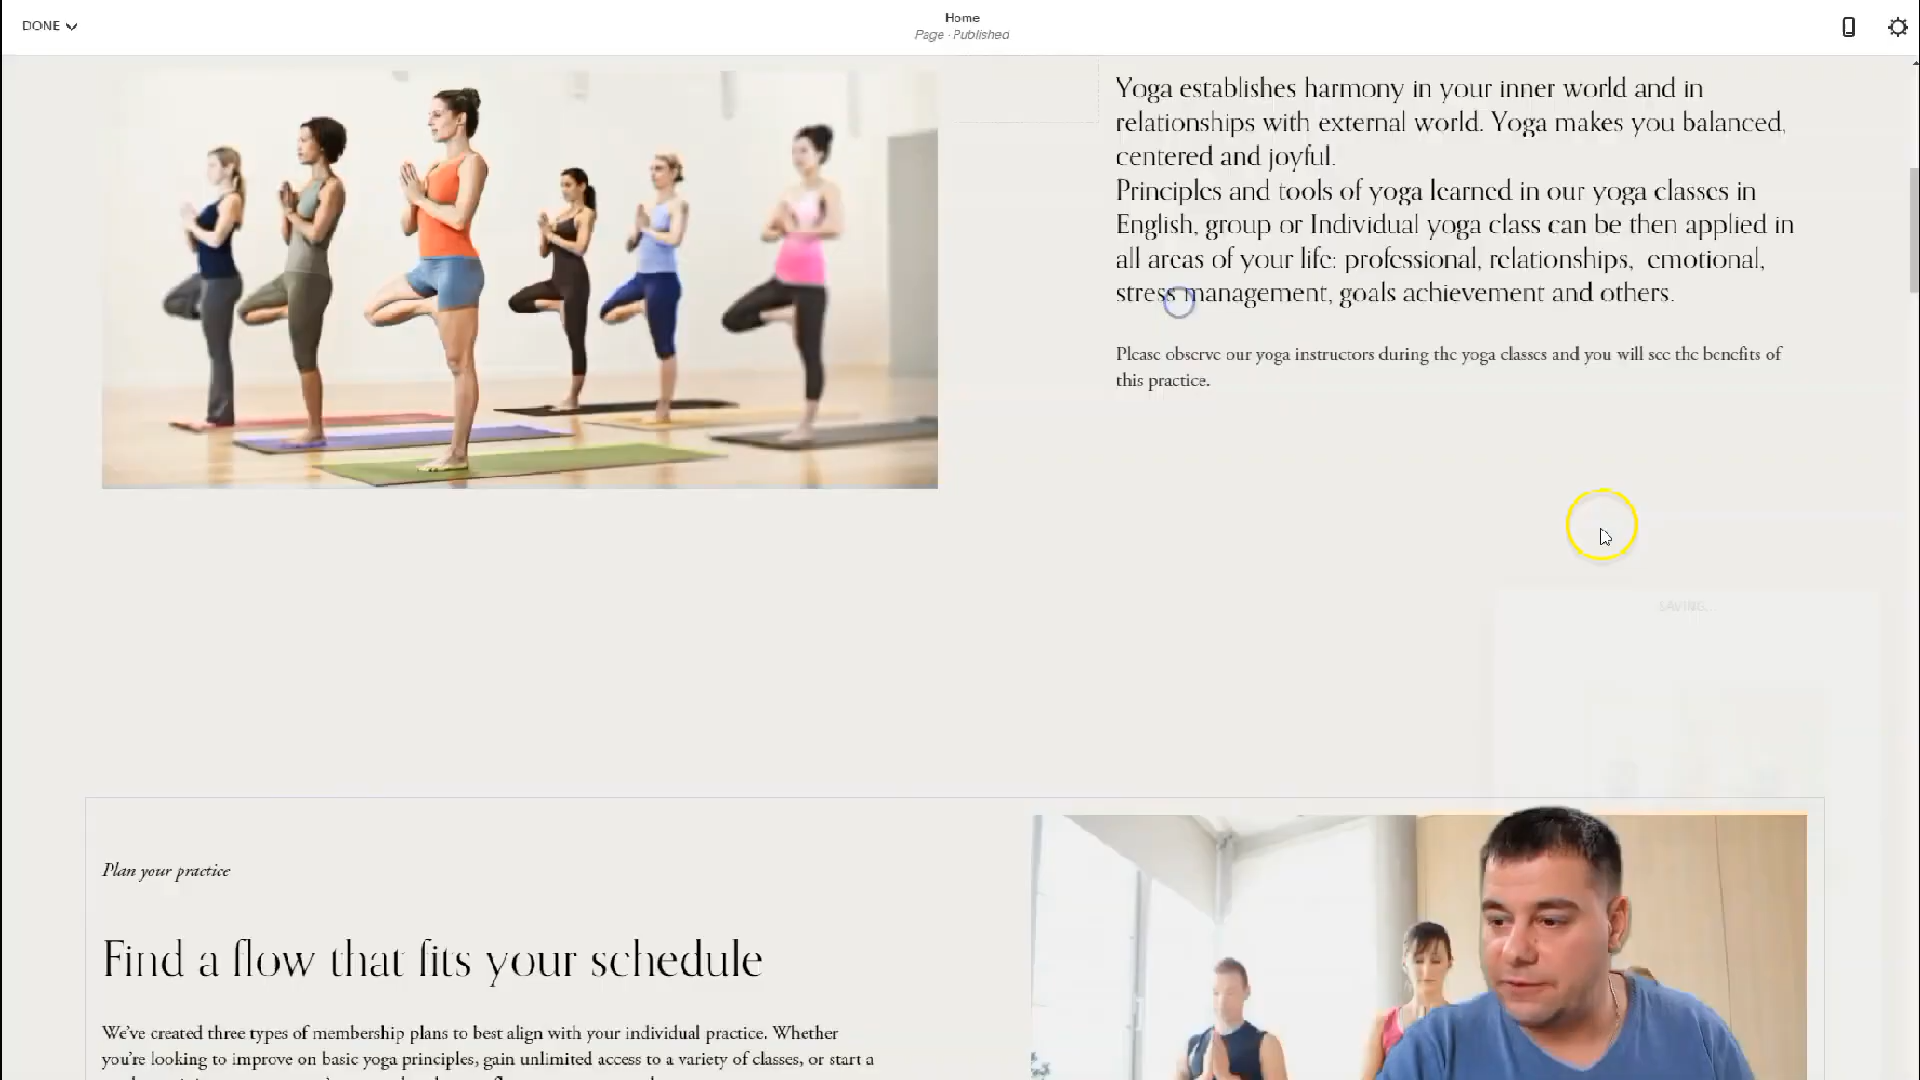 DONE
Home
Page · Published
Yoga establishes harmony in your inner world and in
relationships with external world. Yoga makes you balanced,
centered and joyful.
Principles and tools of yoga learned in our yoga classes in
English, group or Individual yoga class can be then applied in
all areas of your life: professional, relationships, emotional,
stress management, goals achievement and others.
Please observe our yoga instructors during the yoga classes and you will see the benefits of
this practice.
SAVING...
Plan your practice
Find a flow that fits your schedule
We've created three types of membership plans to best align with your individual practice. Whether
you're looking to improve on basic yoga principles, gain unlimited access to a variety of classes, or start a